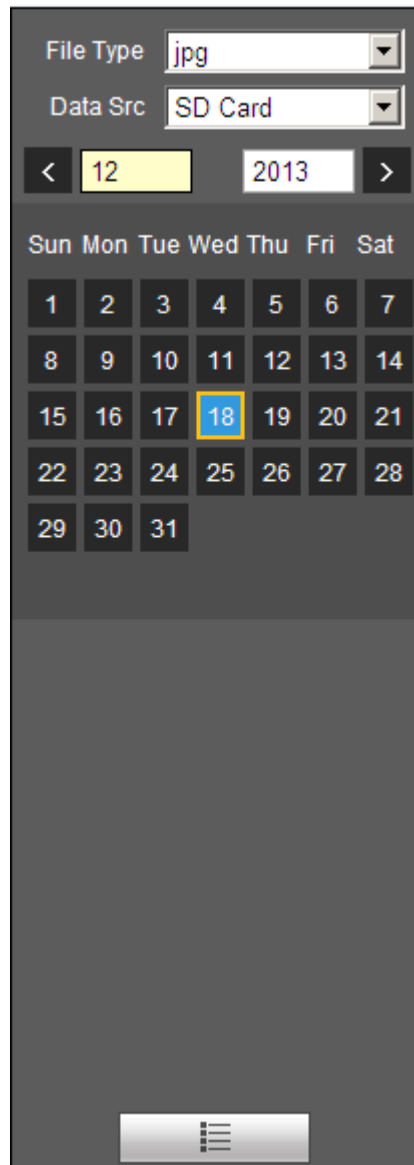 File Type jpg
Data Src SD Card
< 12 2013 >
Sun Mon Tue Wed Thu Fri Sat
1 2 3 4 5 6 7
8 9 10 11 12 13 14
15 16 17 18 19 20 21
22 23 24 25 26 27 28
29 30 31